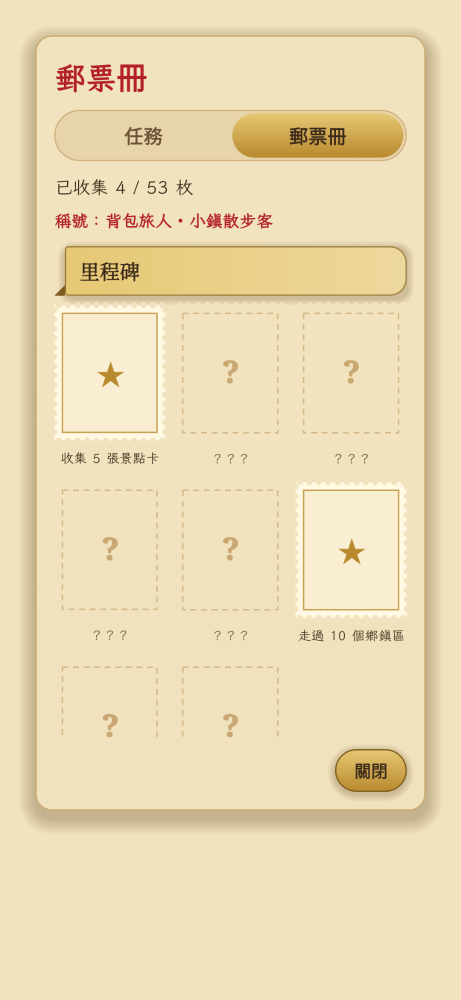 郵票冊
任務
郵票冊
已收集 4 / 53 枚
稱號：背包旅人・小鎮散步客
里程碑
★
?
?
收集 5 張景點卡
???
???
?
?
★
???
???
走過 10 個鄉鎮區
?
?
關閉